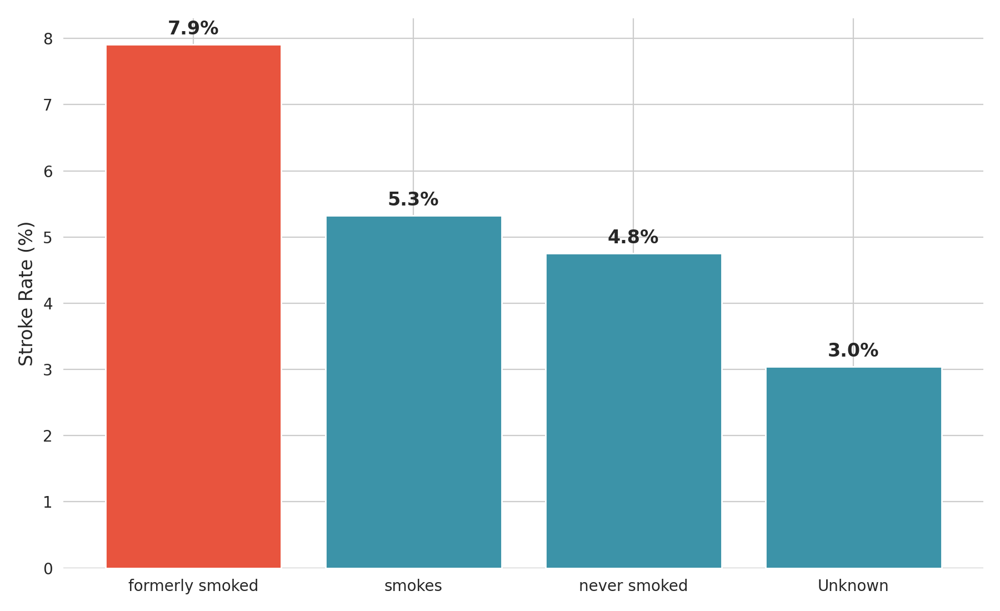 7.9%
8
7
6
5.3%
Stroke Rate (%)
5
4.8%
4
3.0%
3
2
1
0
formerly smoked
smokes
never smoked
Unknown